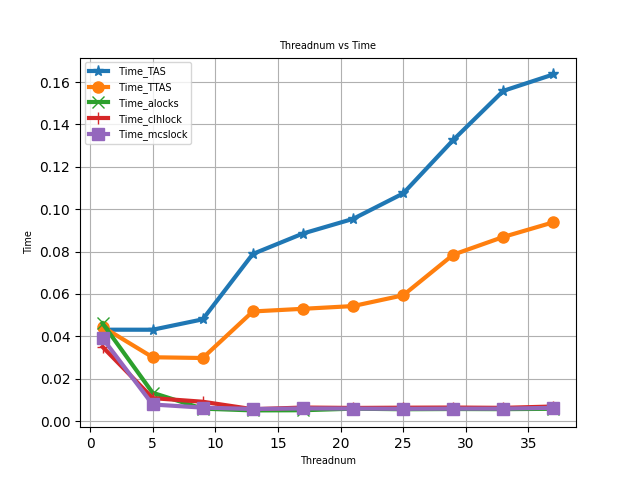 Threadnum vs Time
Time_TAS
Time_TTAS
Time_alocks
Time_clhlock
Time_mcslock
0.16
0.14
0.12
0.10
0.08
0.06
0.04
0.02
0.00
Time
0 5 10 15 20 25 30 35
Threadnum